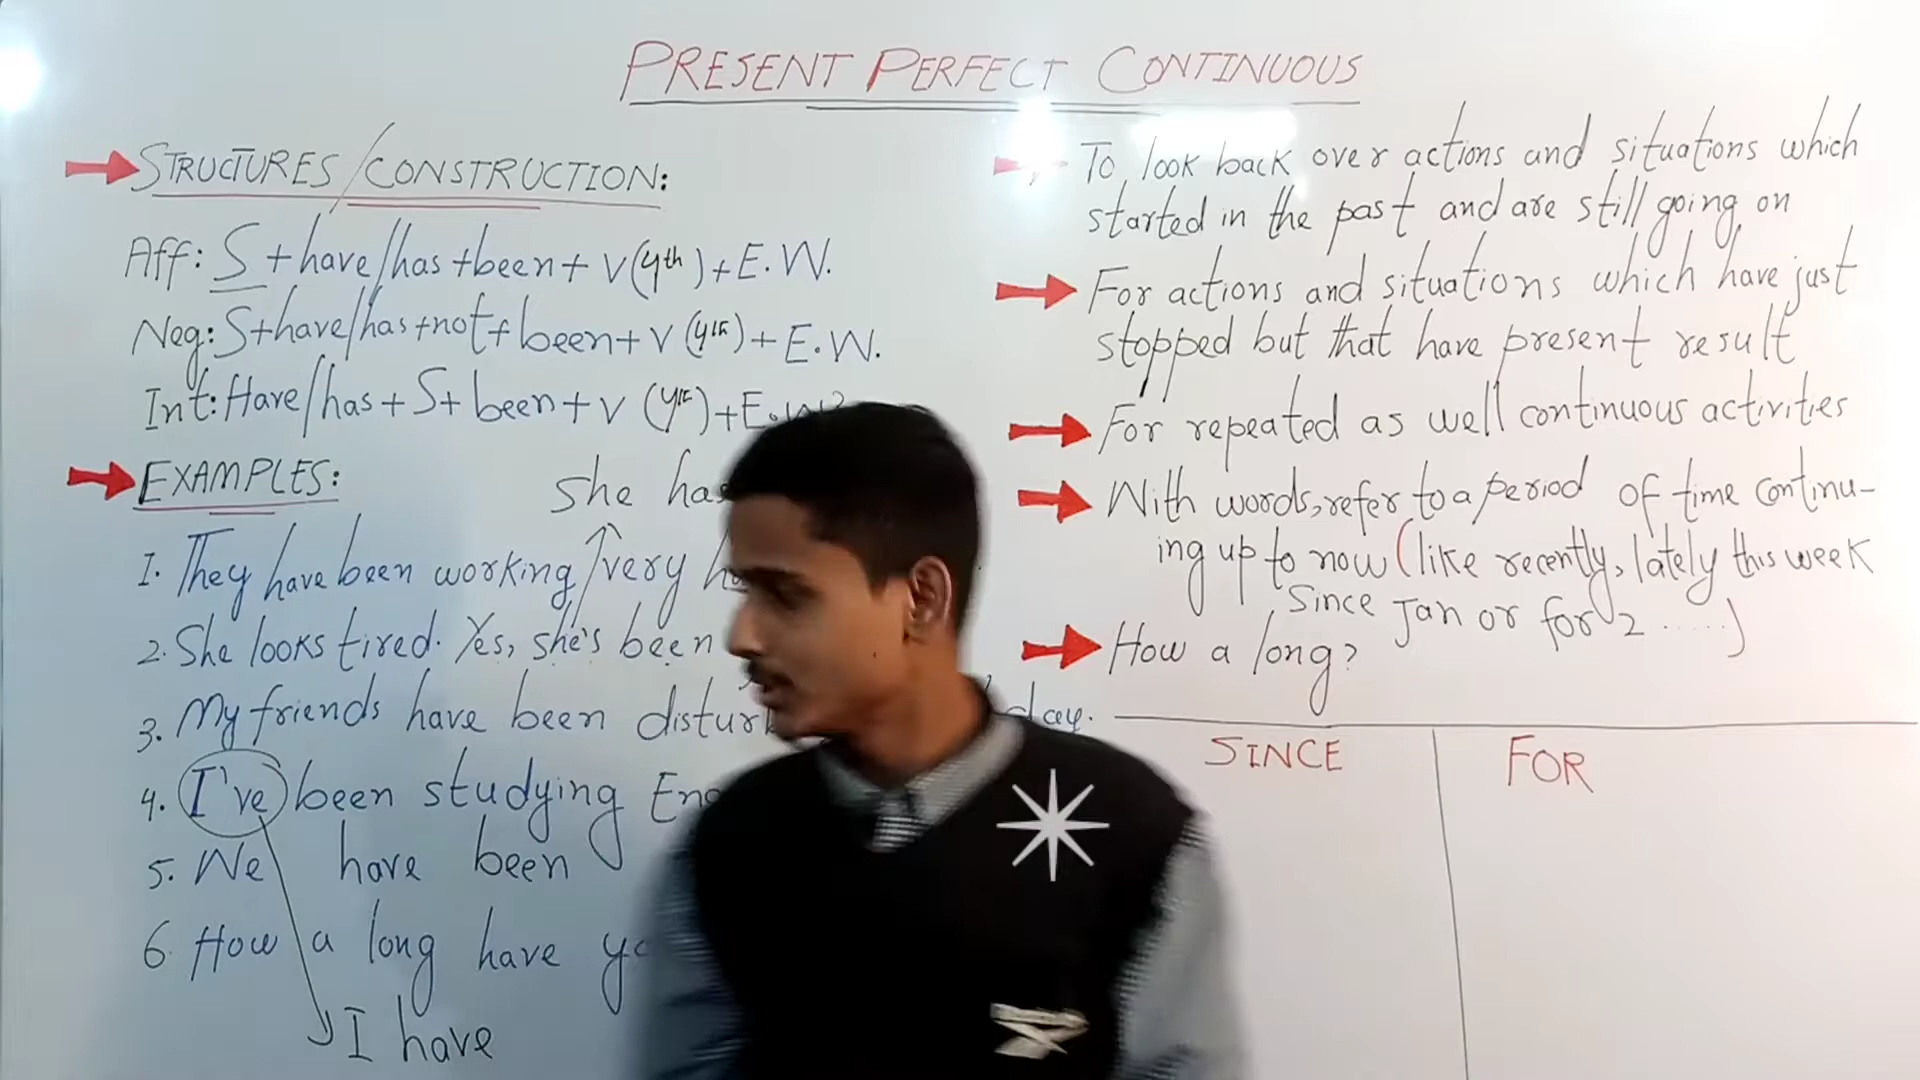 PRESENT PERFECT CONTINUOUS
STRUCTURES/CONSTRUCTION:
Aff: S + have/has + been + V(4th) + E.W.
Neg: S+have/has+not+been+V(4th)+E.W.
Int: Have/has + S + been + V (4th)+E.W?
EXAMPLES:
She has
1. They have been working very
2. She looks tired. Yes, she's been
3. My friends have been day.
4. I've been studying
5. We have been
6. How a long have
I have
To look back over actions and situations which
started in the past and are still going on
For actions and situations which have just
stopped but that have present result
For repeated as well continuous activities
With words, refer to a period of time continu-
ing up to now (like recently, lately this week
Since Jan or for 2 .....)
How a long?
SINCE
FOR